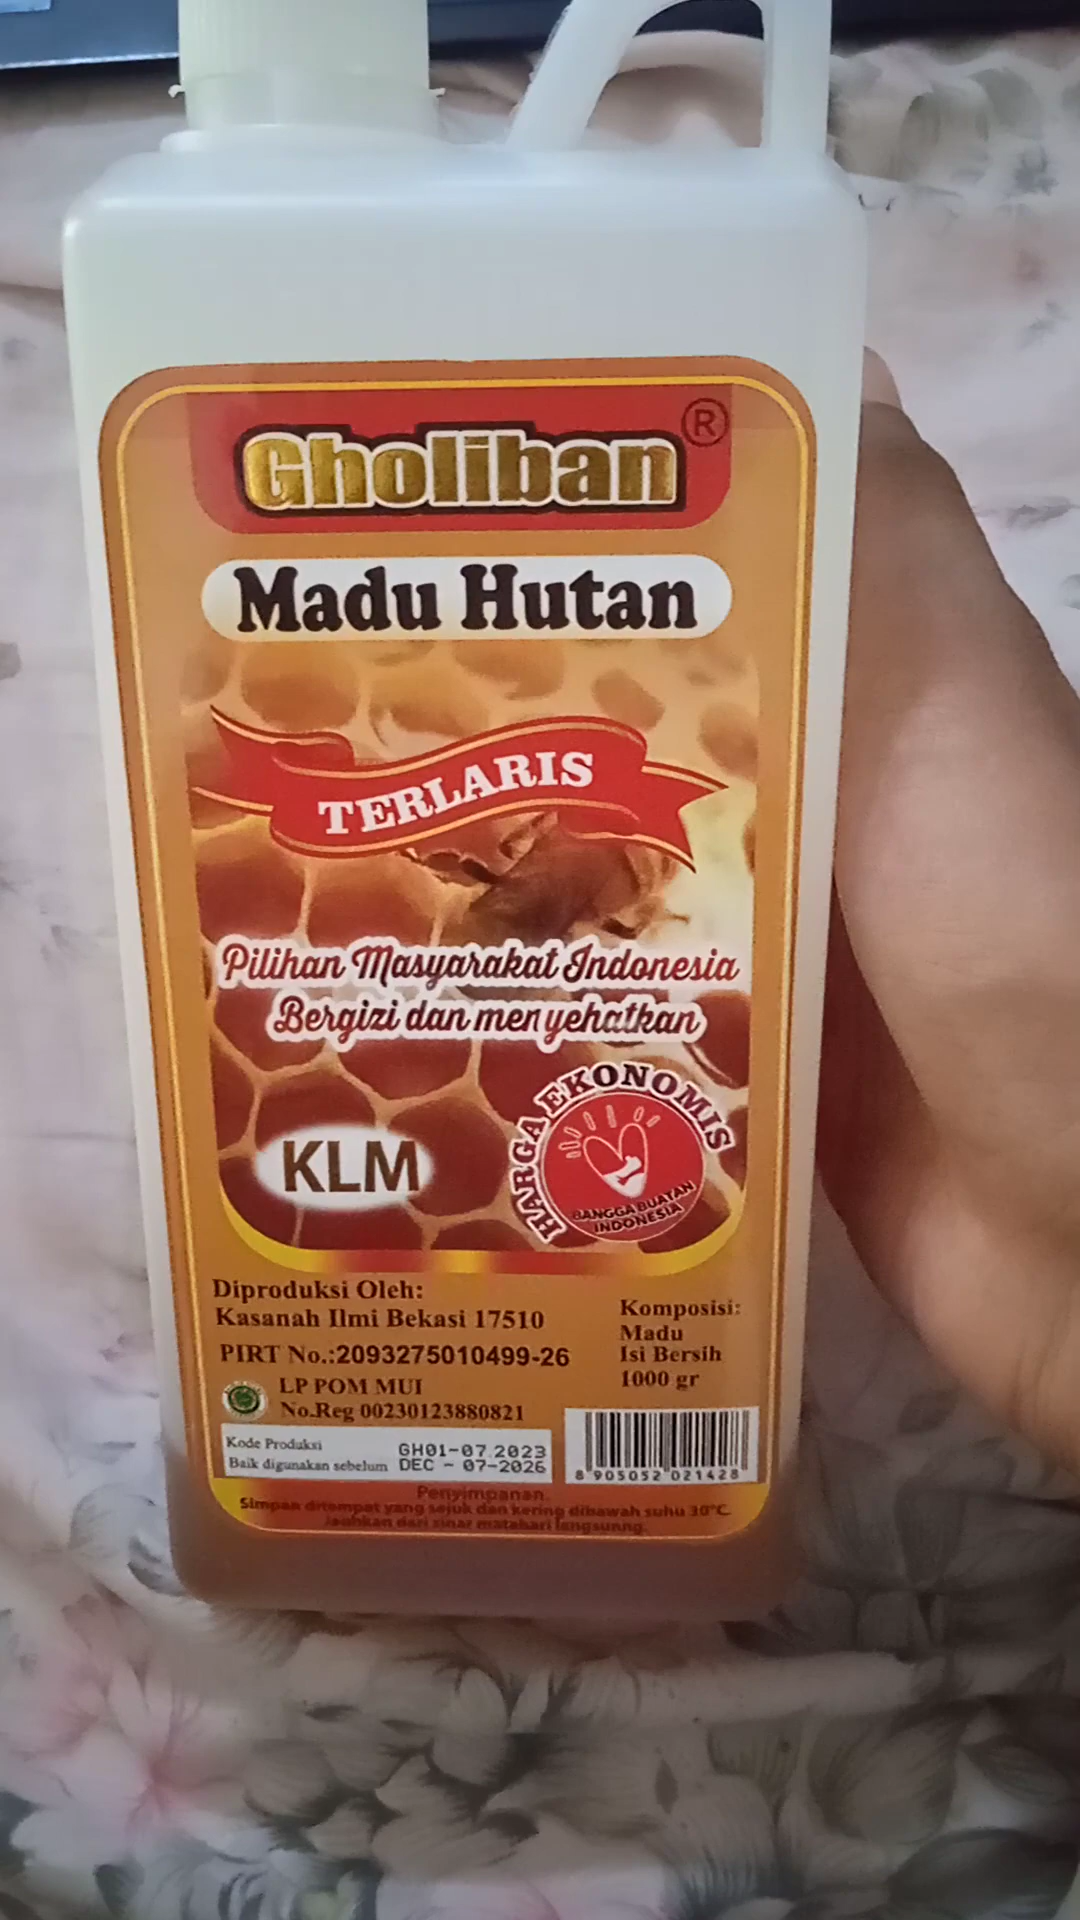 Gholiban ®
Madu Hutan
TERLARIS
Pilihan Masyarakat Indonesia
Bergizi dan menyehatkan
KLM
HARGA EKONOMIS
BANGGA BUATAN
INDONESIA
Diproduksi Oleh:
Kasanah Ilmi Bekasi 17510
PIRT No.:2093275010499-26
LP POM MUI
No.Reg 00230123880821
Komposisi:
Madu
Isi Bersih
1000 gr
Kode Produksi GH01-07.2023
Baik digunakan sebelum DEC - 07-2026
8 905052 021428
Penyimpanan.
Simpan ditempat yang sejuk dan kering dibawah suhu 30°C
Jauhkan dari sinar matahari langsunng.